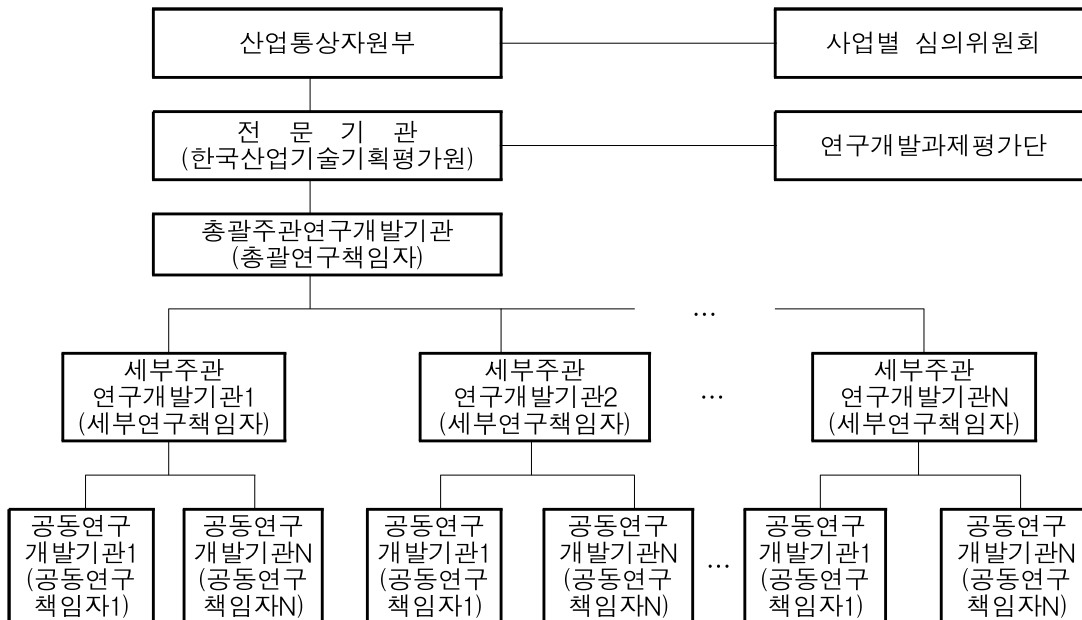 산업통상자원부
사업별 심의위원회
전 문 기 관
(한국산업기술기획평가원)
연구개발과제평가단
총괄주관연구개발기관
(총괄연구책임자)
…
세부주관
연구개발기관1
(세부연구책임자)
세부주관
연구개발기관2
(세부연구책임자)
…
세부주관
연구개발기관N
(세부연구책임자)
공동연구
개발기관1
(공동연구
책임자1)
공동연구
개발기관N
(공동연구
책임자N)
공동연구
개발기관1
(공동연구
책임자1)
공동연구
개발기관N
(공동연구
책임자N)
…
공동연구
개발기관1
(공동연구
책임자1)
공동연구
개발기관N
(공동연구
책임자N)